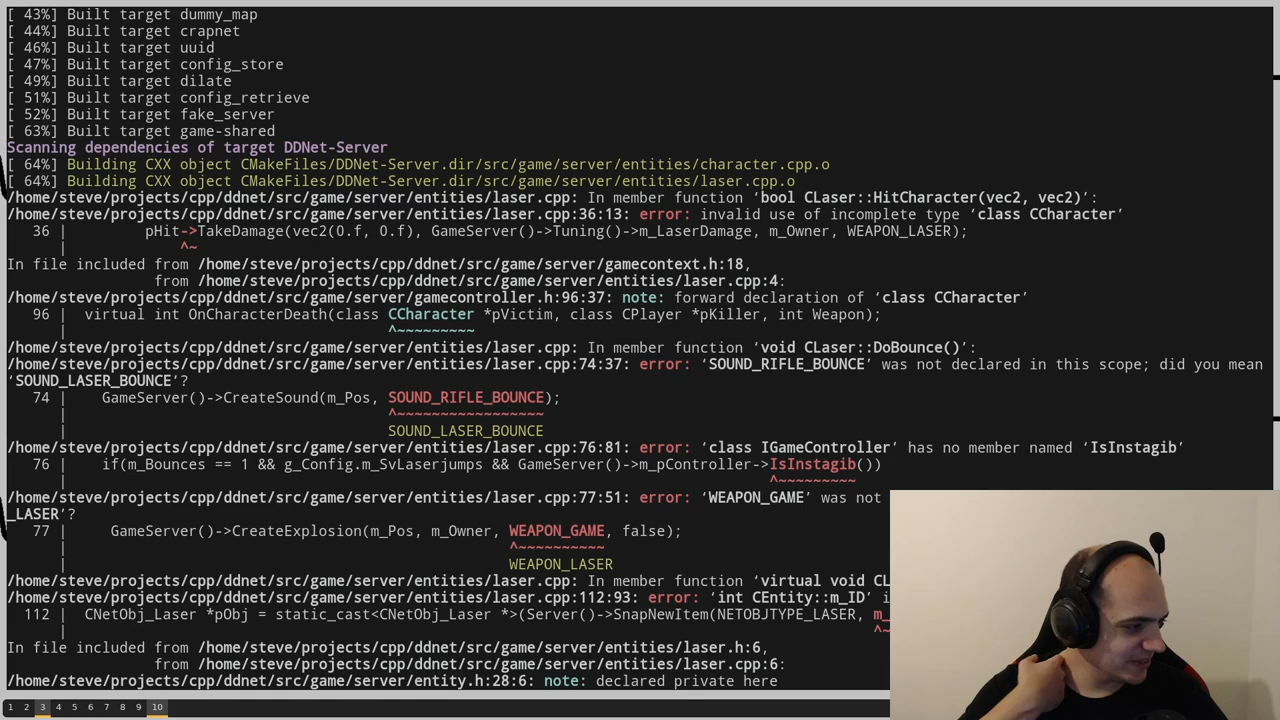 [ 43%] Built target dummy_map
[ 44%] Built target crapnet
[ 46%] Built target uuid
[ 47%] Built target config_store
[ 49%] Built target dilate
[ 51%] Built target config_retrieve
[ 52%] Built target fake_server
[ 63%] Built target game-shared
Scanning dependencies of target DDNet-Server
[ 64%] Building CXX object CMakeFiles/DDNet-Server.dir/src/game/server/entities/character.cpp.o
[ 64%] Building CXX object CMakeFiles/DDNet-Server.dir/src/game/server/entities/laser.cpp.o
/home/steve/projects/cpp/ddnet/src/game/server/entities/laser.cpp: In member function ‘bool CLaser::HitCharacter(vec2, vec2)’:
/home/steve/projects/cpp/ddnet/src/game/server/entities/laser.cpp:36:13: error: invalid use of incomplete type ‘class CCharacter’
36 | pHit->TakeDamage(vec2(0.f, 0.f), GameServer()->Tuning()->m_LaserDamage, m_Owner, WEAPON_LASER);
| ^~
In file included from /home/steve/projects/cpp/ddnet/src/game/server/gamecontext.h:18,
from /home/steve/projects/cpp/ddnet/src/game/server/entities/laser.cpp:4:
/home/steve/projects/cpp/ddnet/src/game/server/gamecontroller.h:96:37: note: forward declaration of ‘class CCharacter’
96 | virtual int OnCharacterDeath(class CCharacter *pVictim, class CPlayer *pKiller, int Weapon);
| ^~~~~~~~~~
/home/steve/projects/cpp/ddnet/src/game/server/entities/laser.cpp: In member function ‘void CLaser::DoBounce()’:
/home/steve/projects/cpp/ddnet/src/game/server/entities/laser.cpp:74:37: error: ‘SOUND_RIFLE_BOUNCE’ was not declared in this scope; did you mean
‘SOUND_LASER_BOUNCE’?
74 | GameServer()->CreateSound(m_Pos, SOUND_RIFLE_BOUNCE);
| ^~~~~~~~~~~~~~~~~~
| SOUND_LASER_BOUNCE
/home/steve/projects/cpp/ddnet/src/game/server/entities/laser.cpp:76:81: error: ‘class IGameController’ has no member named ‘IsInstagib’
76 | if(m_Bounces == 1 && g_Config.m_SvLaserjumps && GameServer()->m_pController->IsInstagib())
| ^~~~~~~~~~
/home/steve/projects/cpp/ddnet/src/game/server/entities/laser.cpp:77:51: error: ‘WEAPON_GAME’ was not
_LASER’?
77 | GameServer()->CreateExplosion(m_Pos, m_Owner, WEAPON_GAME, false);
| ^~~~~~~~~~~
| WEAPON_LASER
/home/steve/projects/cpp/ddnet/src/game/server/entities/laser.cpp: In member function ‘virtual void CL
/home/steve/projects/cpp/ddnet/src/game/server/entities/laser.cpp:112:93: error: ‘int CEntity::m_ID’ i
112 | CNetObj_Laser *pObj = static_cast<CNetObj_Laser *>(Server()->SnapNewItem(NETOBJTYPE_LASER, m_
| ^~
In file included from /home/steve/projects/cpp/ddnet/src/game/server/entities/laser.h:6,
from /home/steve/projects/cpp/ddnet/src/game/server/entities/laser.cpp:6:
/home/steve/projects/cpp/ddnet/src/game/server/entity.h:28:6: note: declared private here
1 2 3 4 5 6 7 8 9 10